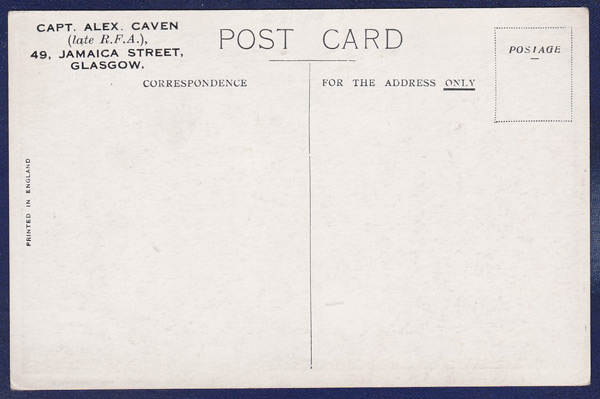 CAPT. ALEX. CAVEN
(late R.F.A.),
49, JAMAICA STREET,
GLASGOW.
POST CARD
POSTAGE
CORRESPONDENCE
FOR THE ADDRESS ONLY
PRINTED IN ENGLAND